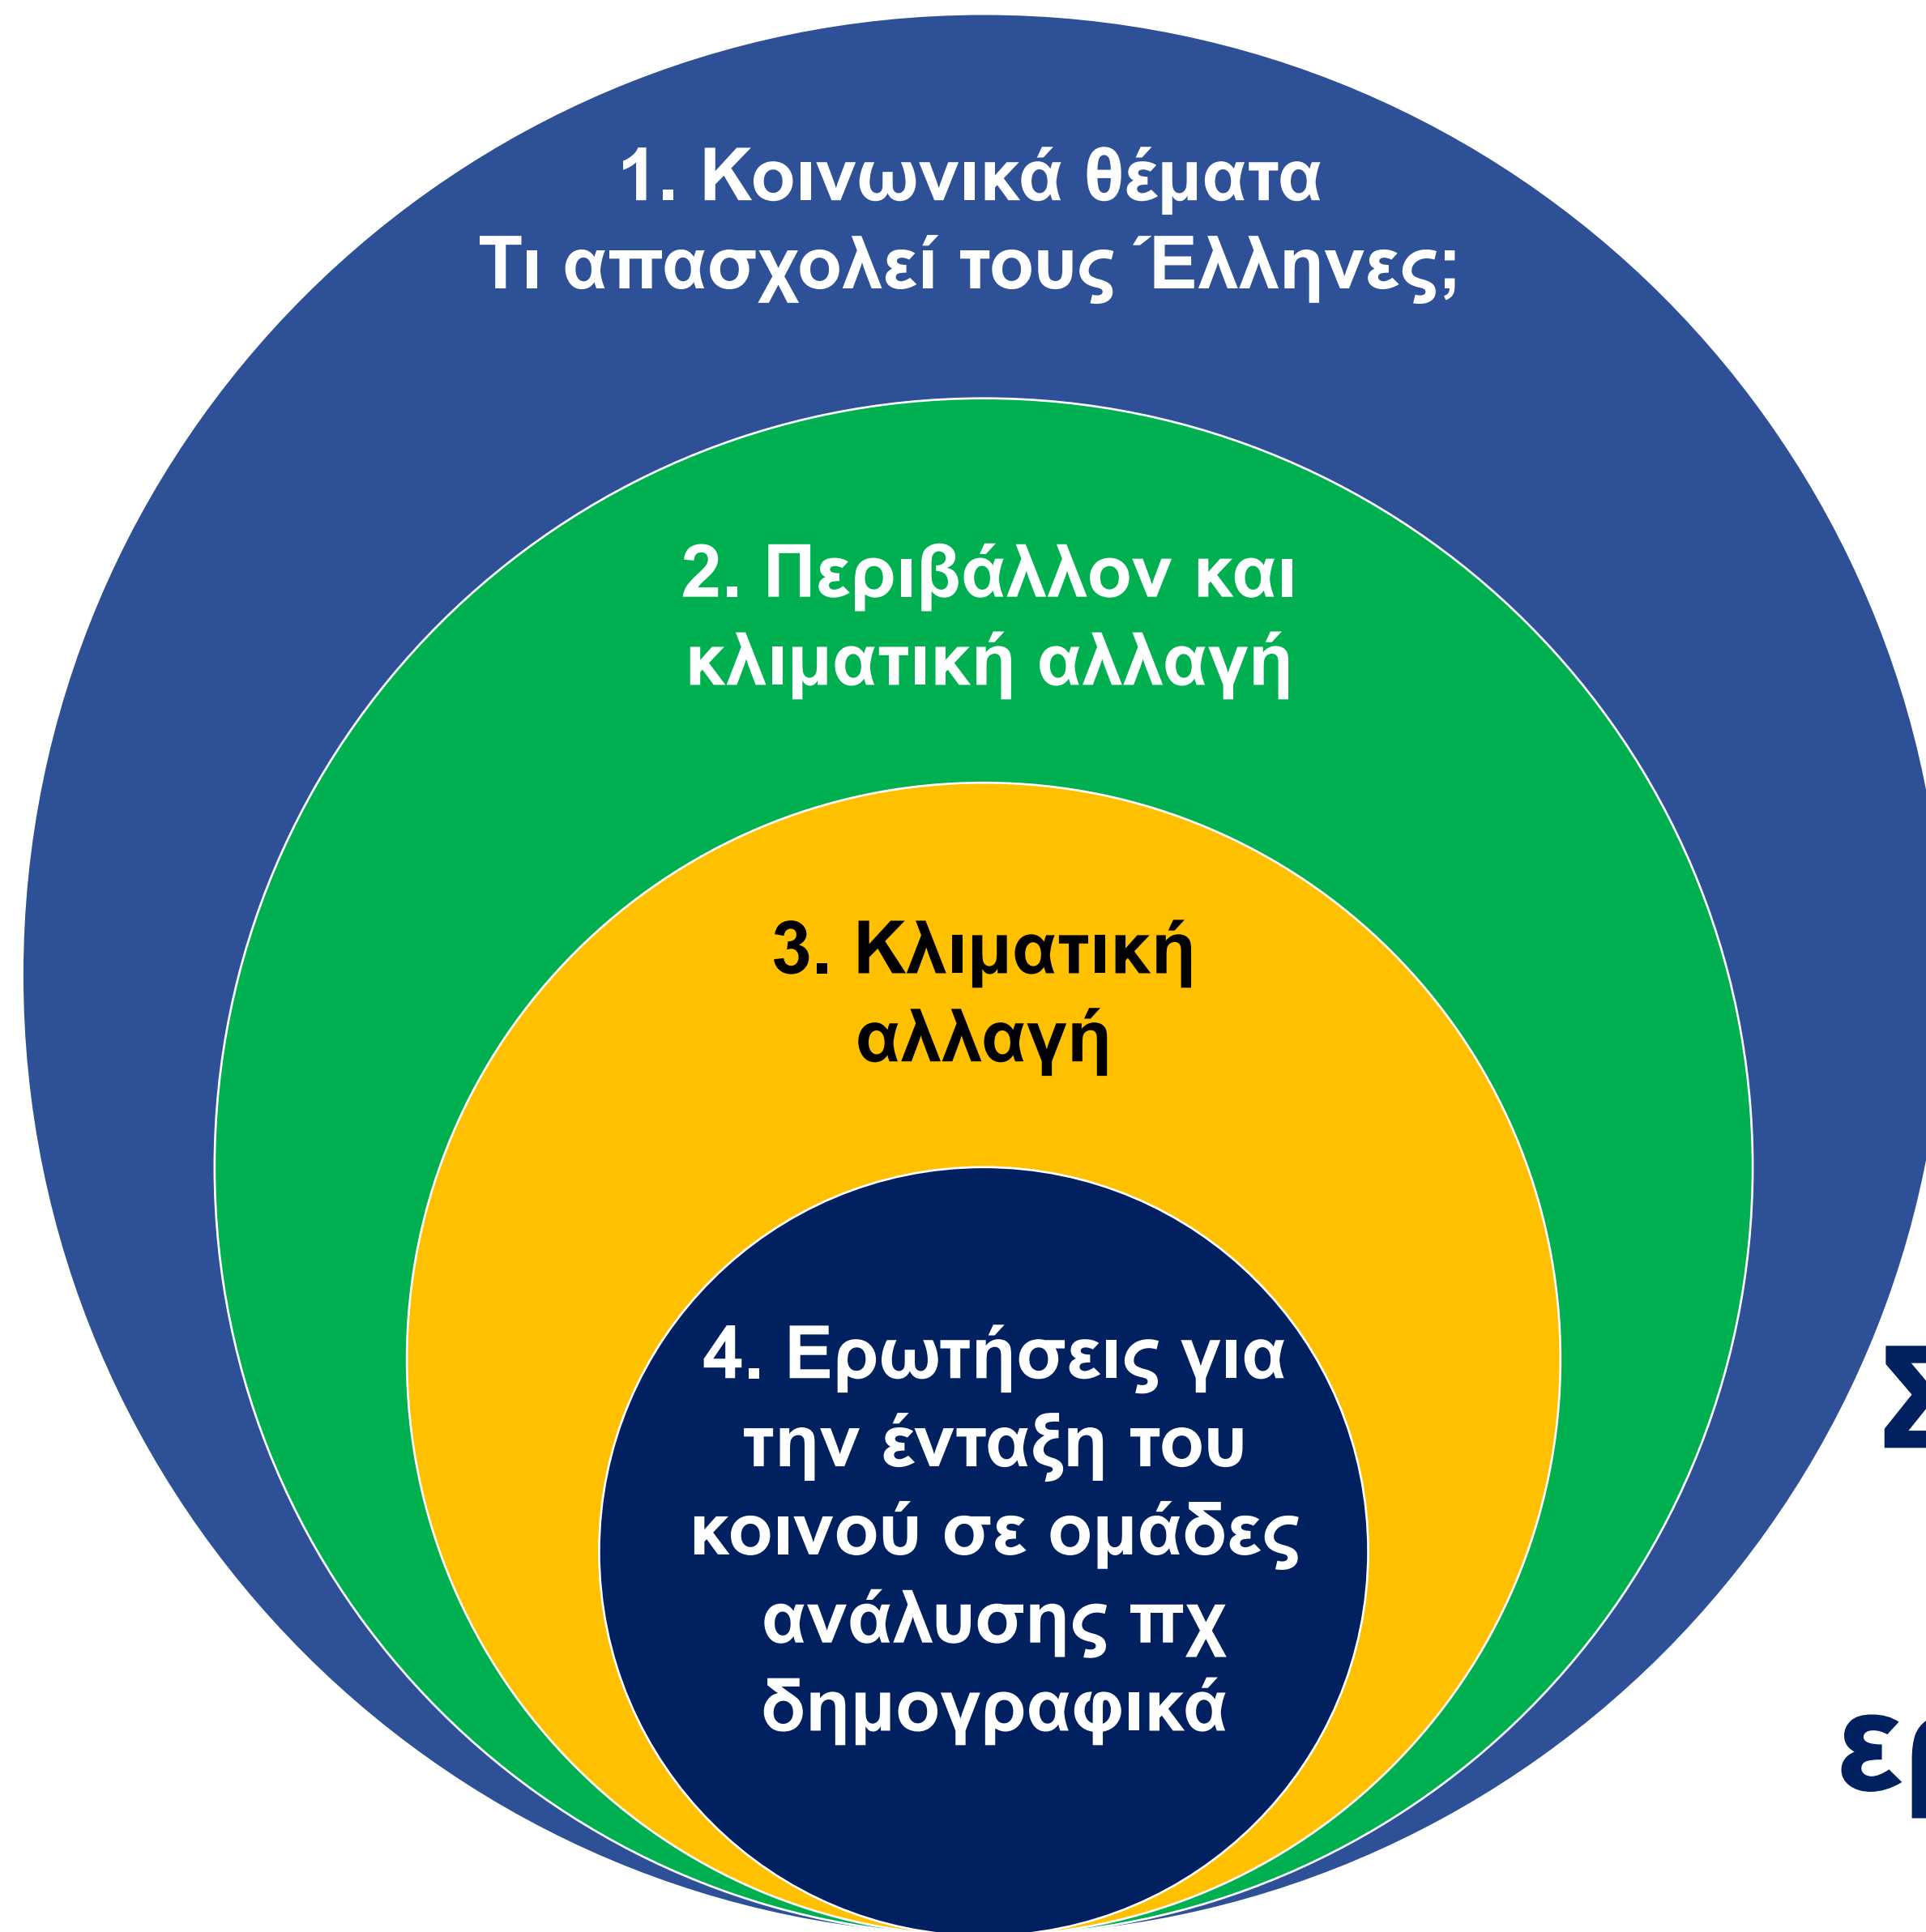 1. Κοινωνικά θέματα
Τι απασχολεί τους Έλληνες;
2. Περιβάλλον και
κλιματική αλλαγή
3. Κλιματική
αλλαγή
4. Ερωτήσεις για
την ένταξη του
κοινού σε ομάδες
ανάλυσης πχ
δημογραφικά